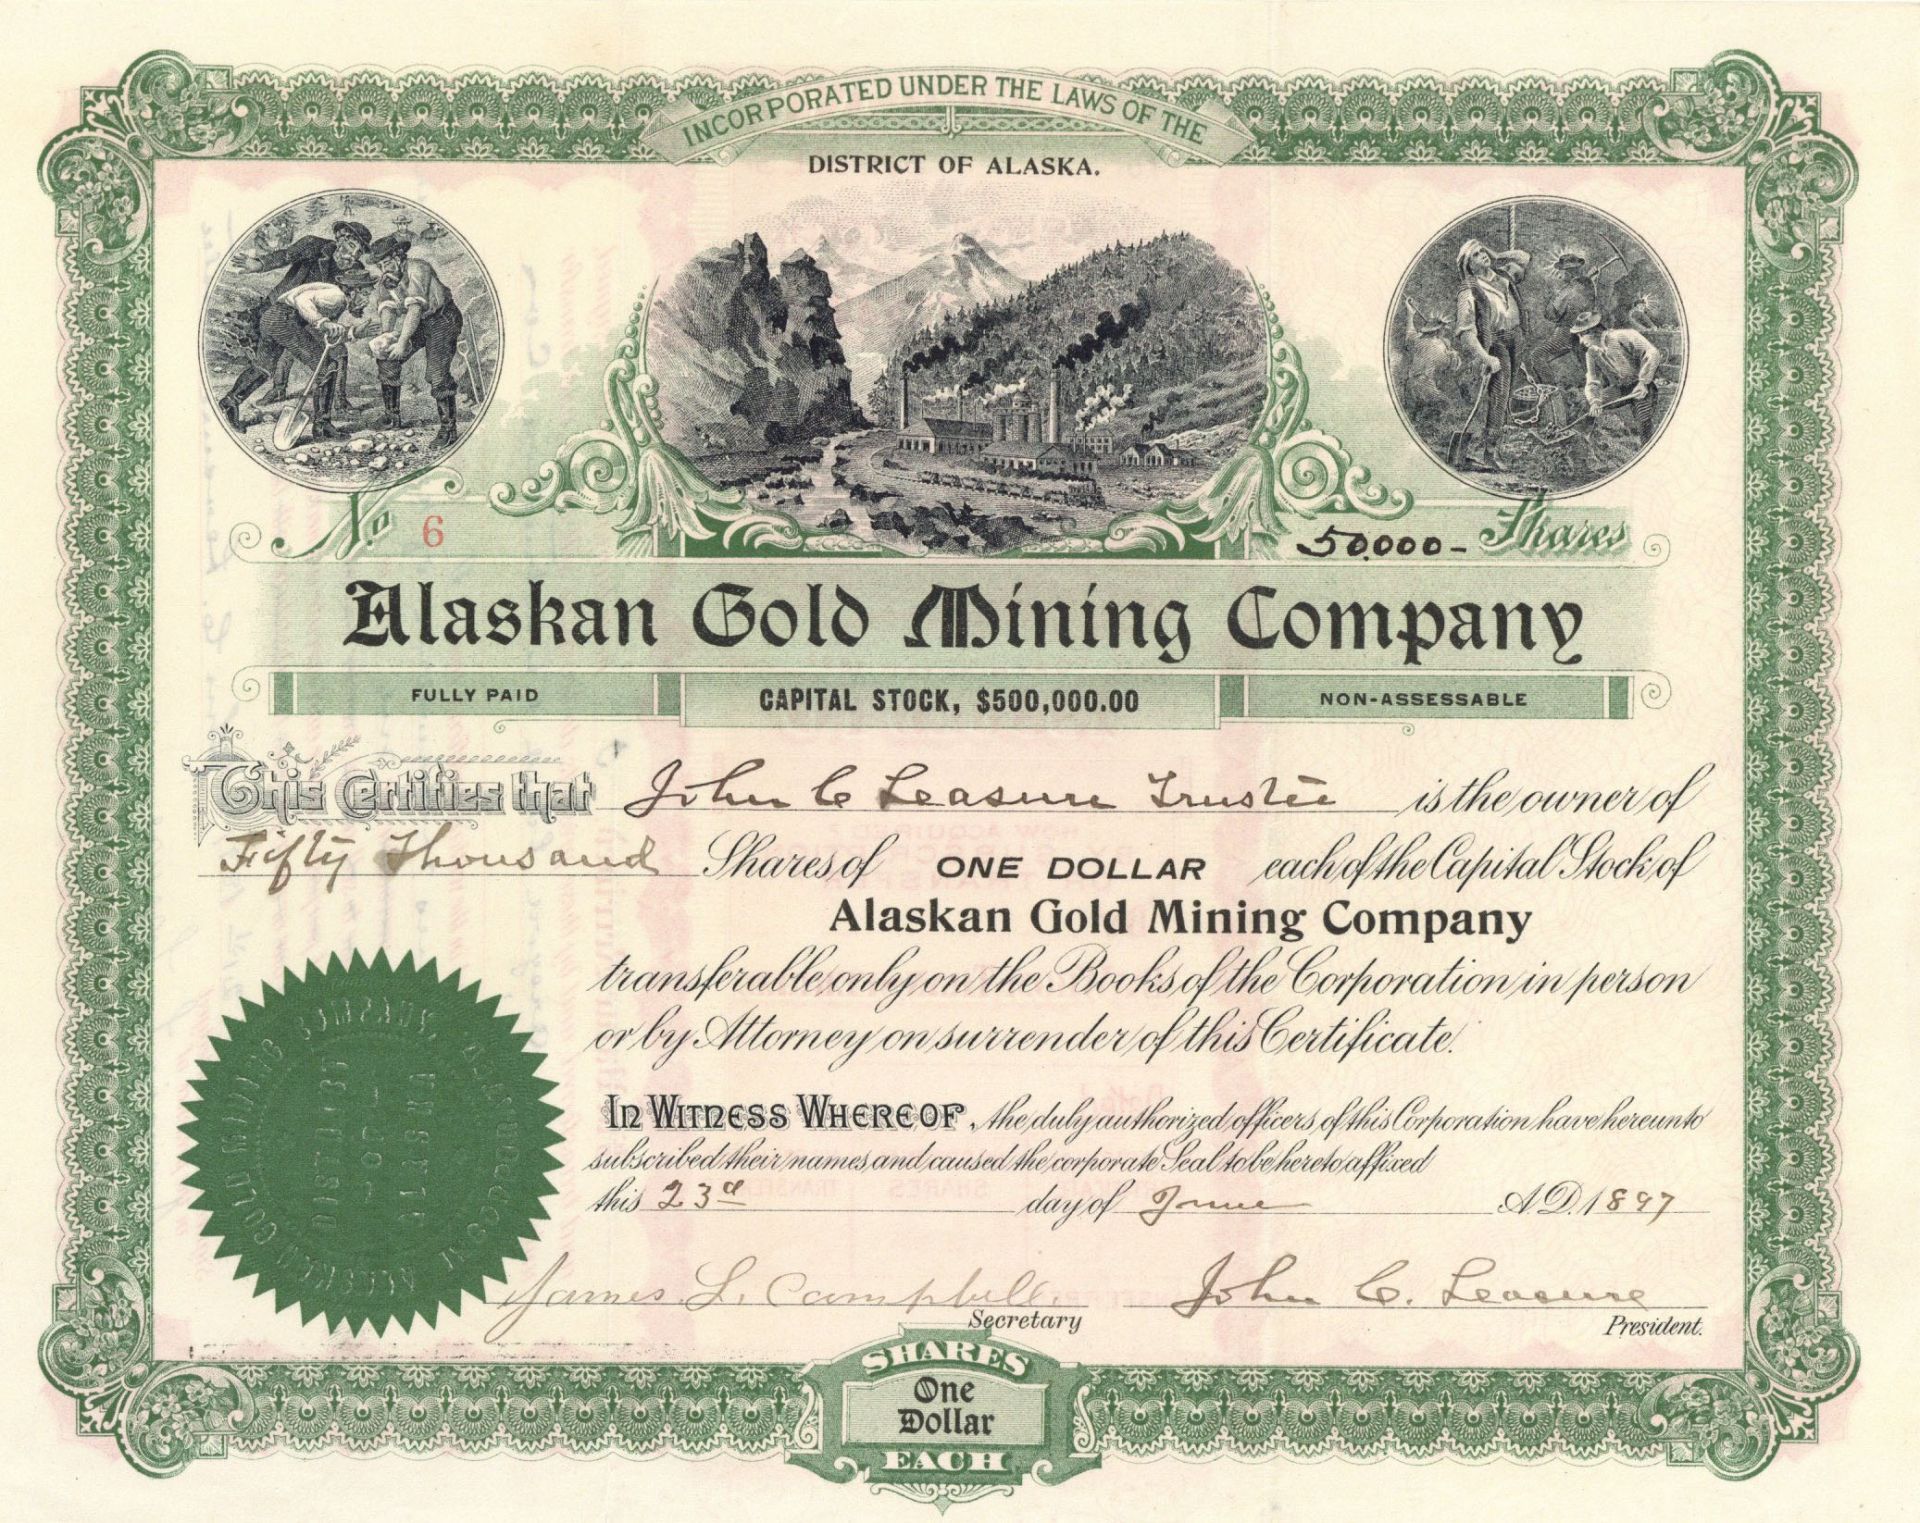 INCORPORATED UNDER THE LAWS OF THE
DISTRICT OF ALASKA.
No 6
50.000- Shares
Alaskan Gold Mining Company
FULLY PAID
CAPITAL STOCK, $500,000.00
NON-ASSESSABLE
This Certifies that John C Leasure Trustee is the owner of
Fifty Thousand Shares of ONE DOLLAR each of the Capital Stock of
Alaskan Gold Mining Company
transferable only on the Books of the Corporation in person
or by Attorney on surrender of this Certificate.
In Witness Whereof, the duly authorized officers of this Corporation have hereunto
subscribed their names and caused the corporate Seal to be hereto affixed
this 23d day of June A.D. 1897
James L. Campbell
Secretary
John C. Leasure
President.
SHARES
One
Dollar
EACH